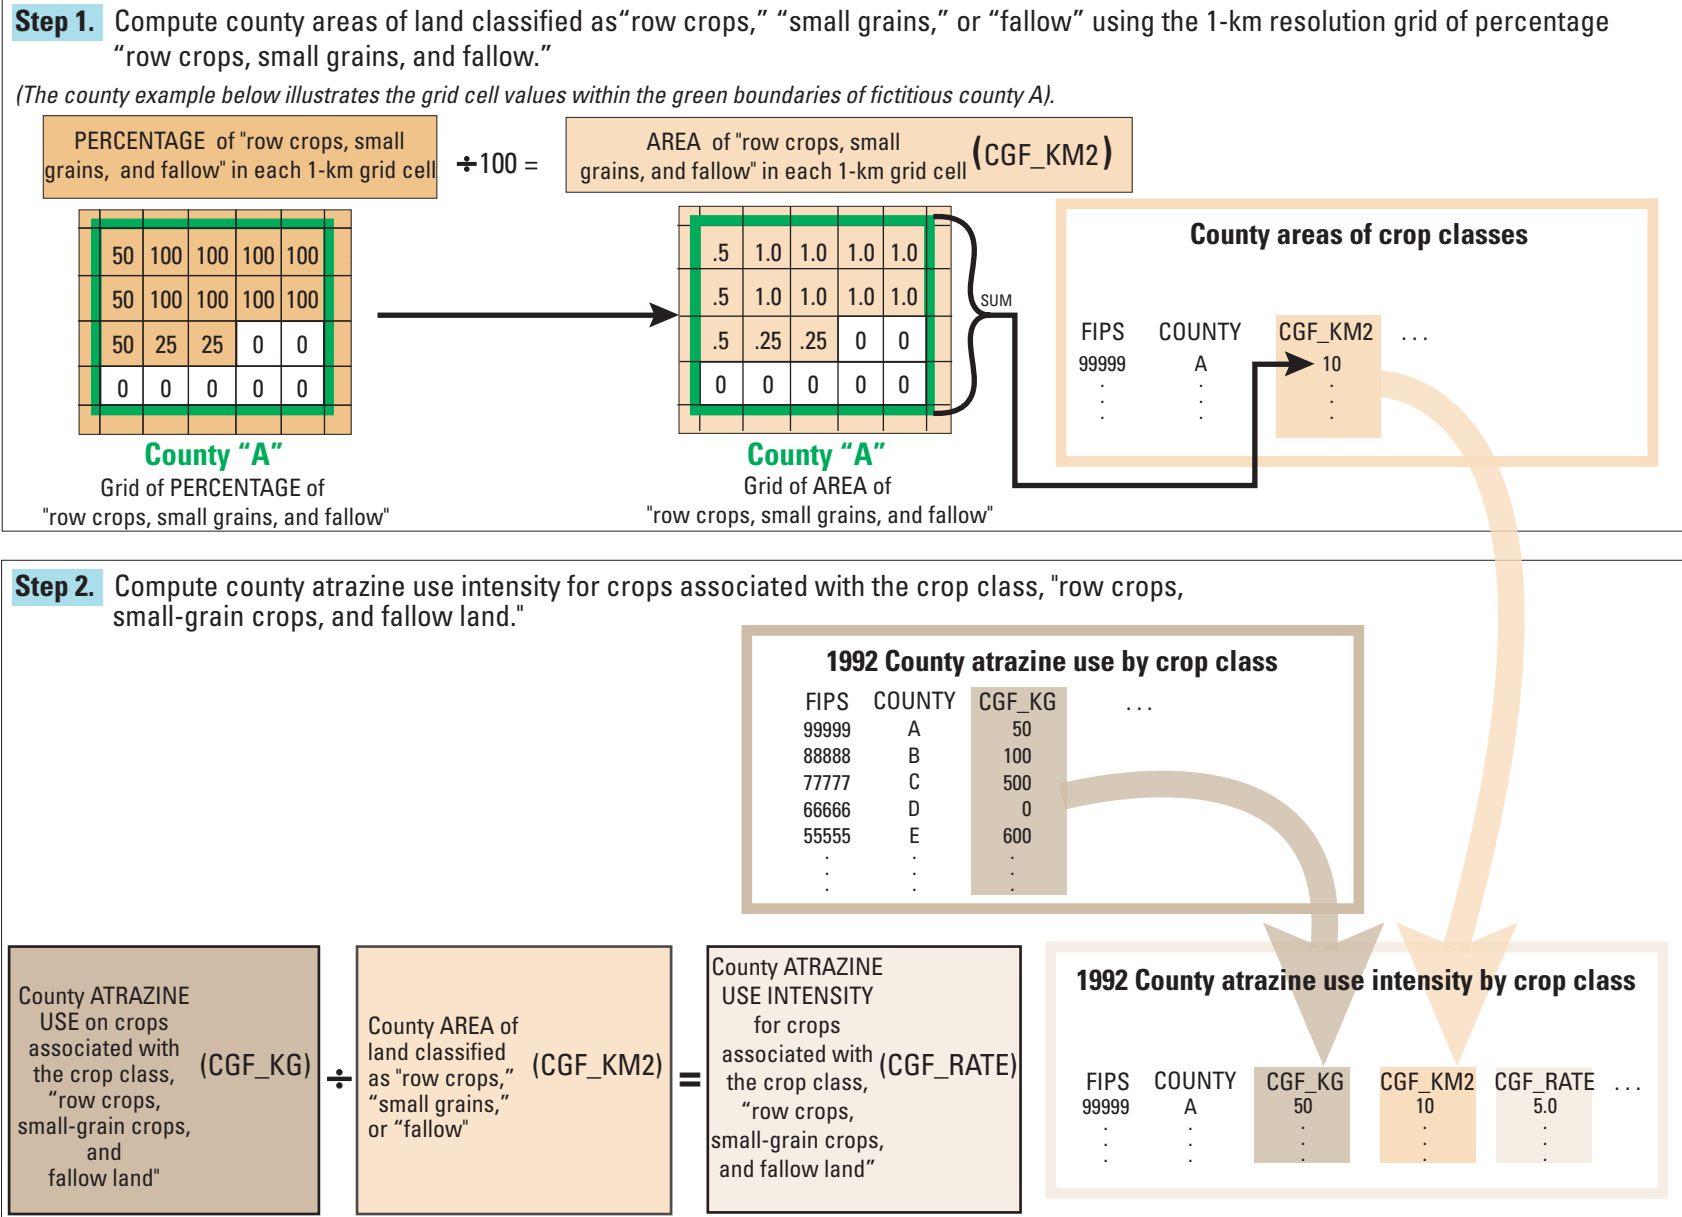 Step 1. Compute county areas of land classified as“row crops,” “small grains,” or “fallow” using the 1-km resolution grid of percentage
“row crops, small grains, and fallow.”
(The county example below illustrates the grid cell values within the green boundaries of fictitious county A).
PERCENTAGE of "row crops, small
grains, and fallow" in each 1-km grid cell
÷100 =
AREA of "row crops, small
grains, and fallow" in each 1-km grid cell (CGF_KM2)
50 100 100 100 100
50 100 100 100 100
50 25 25 0 0
0 0 0 0 0
County “A”
Grid of PERCENTAGE of
"row crops, small grains, and fallow"
.5 1.0 1.0 1.0 1.0
.5 1.0 1.0 1.0 1.0
.5 .25 .25 0 0
0 0 0 0 0
County “A”
Grid of AREA of
"row crops, small grains, and fallow"
SUM
County areas of crop classes
FIPS COUNTY CGF_KM2 . . .
99999 A 10
. . .
. . .
. . .
Step 2. Compute county atrazine use intensity for crops associated with the crop class, "row crops,
small-grain crops, and fallow land."
1992 County atrazine use by crop class
FIPS COUNTY CGF_KG . . .
99999 A 50
88888 B 100
77777 C 500
66666 D 0
55555 E 600
. . .
. . .
. . .
County ATRAZINE
USE on crops
associated with
the crop class,
“row crops,
small-grain crops,
and
fallow land"
(CGF_KG)
÷
County AREA of
land classified
as "row crops,”
“small grains,”
or “fallow"
(CGF_KM2)
=
County ATRAZINE
USE INTENSITY
for crops
associated with
the crop class,
“row crops,
small-grain crops,
and fallow land”
(CGF_RATE)
1992 County atrazine use intensity by crop class
FIPS COUNTY CGF_KG CGF_KM2 CGF_RATE . . .
99999 A 50 10 5.0
. . . . .
. . . . .
. . . . .